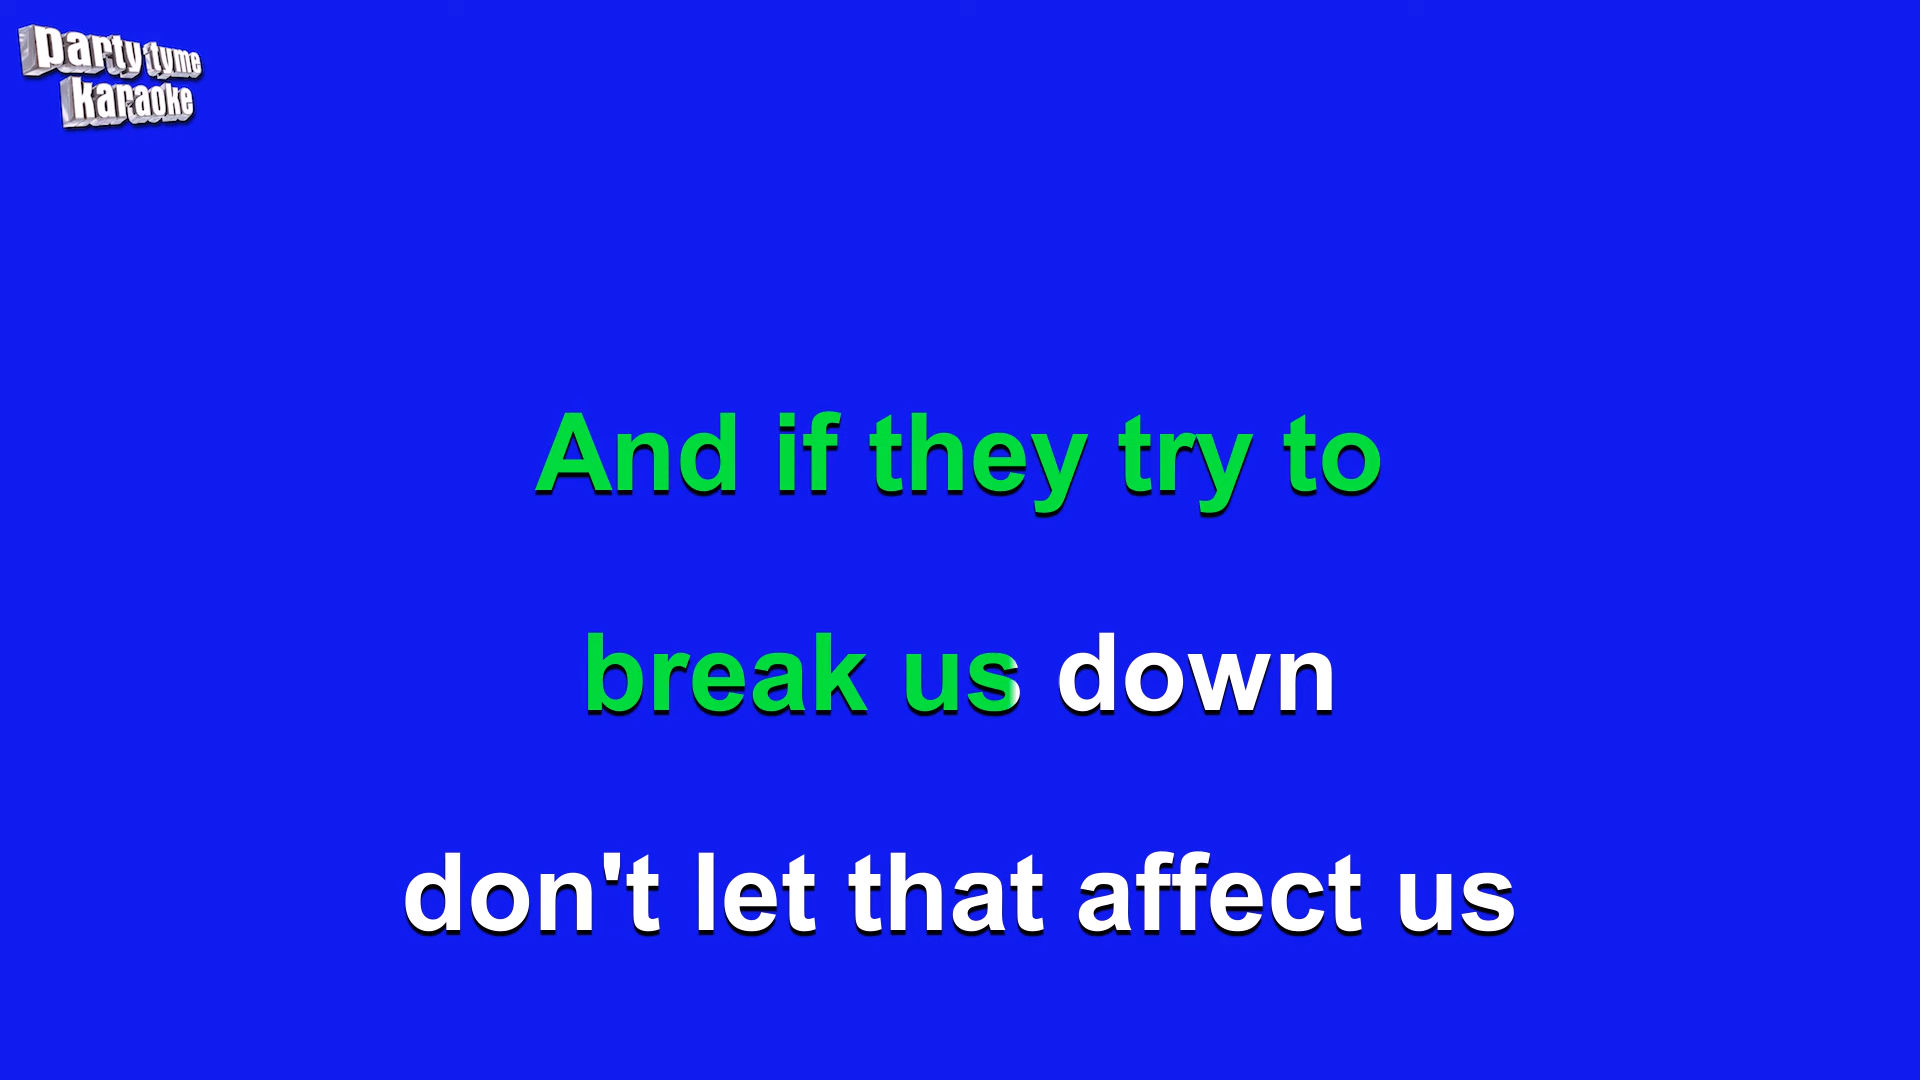 party tyme
karaoke
And if they try to
break us down
don't let that affect us